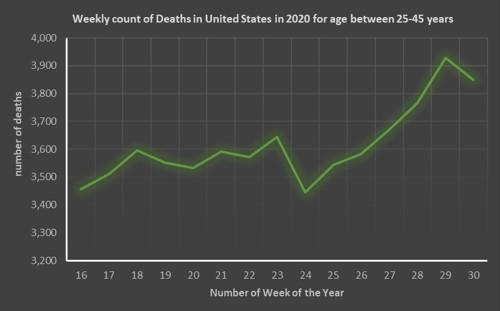 Weekly count of Deaths in United States in 2020 for age between 25-45 years
4,000
3,900
3,800
3,700
3,600
3,500
3,400
3,300
3,200
number of deaths
16 17 18 19 20 21 22 23 24 25 26 27 28 29 30
Number of Week of the Year